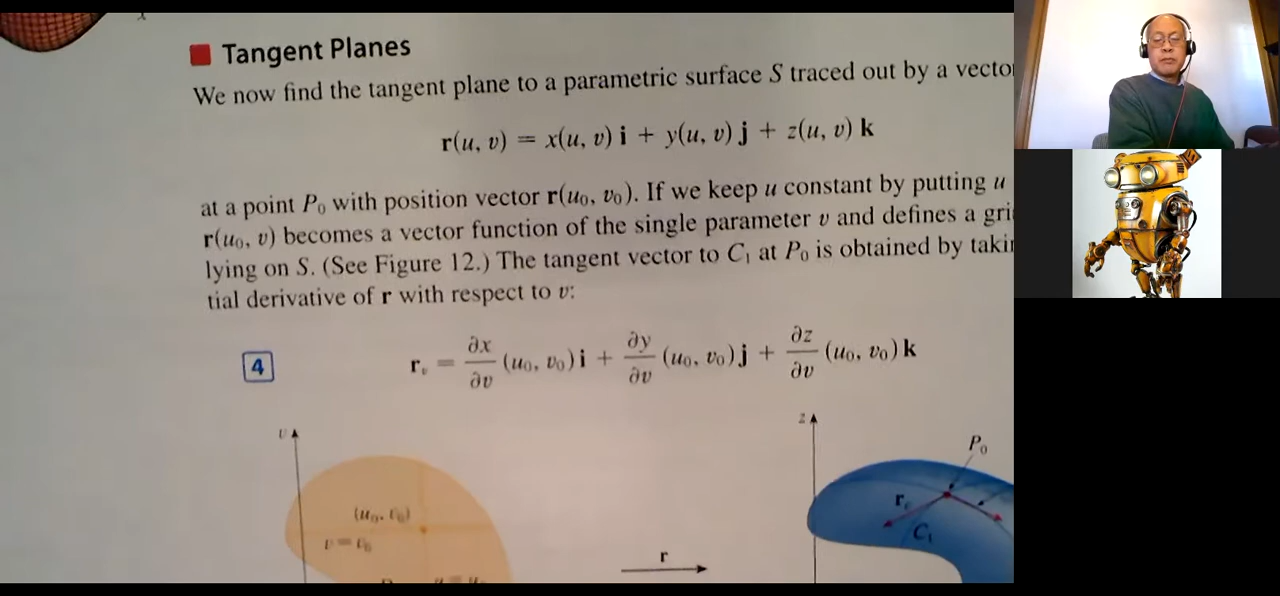 Tangent Planes
We now find the tangent plane to a parametric surface S traced out by a vecto
r(u, v) = x(u, v) i + y(u, v) j + z(u, v) k
at a point P₀ with position vector r(u₀, v₀). If we keep u constant by putting u
r(u₀, v) becomes a vector function of the single parameter v and defines a gri
lying on S. (See Figure 12.) The tangent vector to C₁ at P₀ is obtained by takin
tial derivative of r with respect to v:
4 rᵥ = ∂x/∂v (u₀, v₀) i + ∂y/∂v (u₀, v₀) j + ∂z/∂v (u₀, v₀) k
z
P₀
(u₀, v₀)
rᵥ
C₁
v = v₀
r